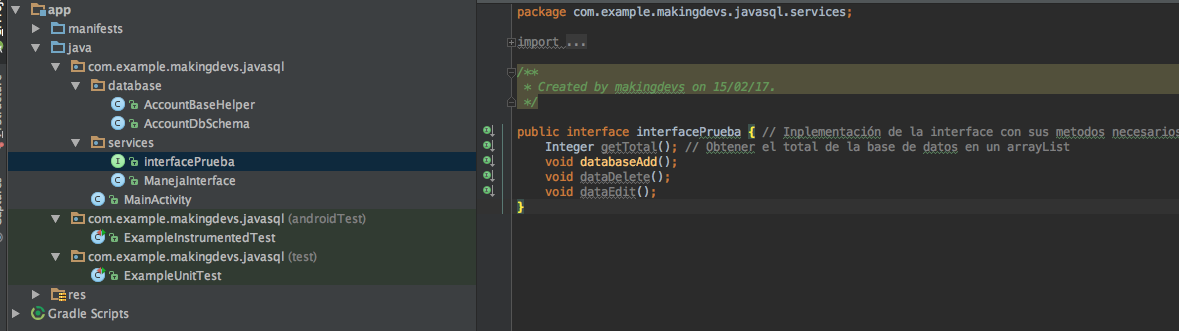 app
manifests
java
com.example.makingdevs.javasql
database
AccountBaseHelper
AccountDbSchema
services
interfacePrueba
ManejaInterface
MainActivity
com.example.makingdevs.javasql (androidTest)
ExampleInstrumentedTest
com.example.makingdevs.javasql (test)
ExampleUnitTest
res
Gradle Scripts
package com.example.makingdevs.javasql.services;
import ...
/**
* Created by makingdevs on 15/02/17.
*/
public interface interfacePrueba { // Inplementación de la interface con sus metodos necesarios
Integer getTotal(); // Obtener el total de la base de datos en un arrayList
void databaseAdd();
void dataDelete();
void dataEdit();
}